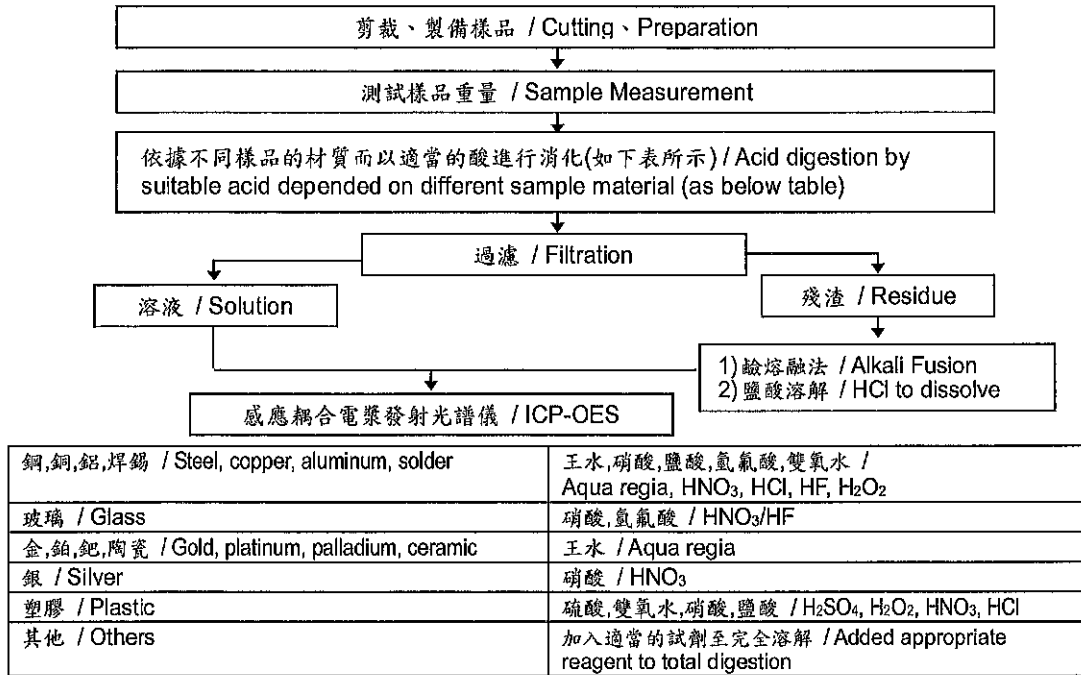 剪裁、製備樣品 / Cutting、Preparation
測試樣品重量 / Sample Measurement
依據不同樣品的材質而以適當的酸進行消化(如下表所示) / Acid digestion by
suitable acid depended on different sample material (as below table)
過濾 / Filtration
溶液 / Solution
殘渣 / Residue
1)鹼熔融法 / Alkali Fusion
2)鹽酸溶解 / HCl to dissolve
感應耦合電漿發射光譜儀 / ICP-OES
鋼,銅,鋁,焊錫 / Steel, copper, aluminum, solder
王水,硝酸,鹽酸,氫氟酸,雙氧水 /
Aqua regia, HNO₃, HCl, HF, H₂O₂
玻璃 / Glass
硝酸,氫氟酸 / HNO₃/HF
金,鉑,鈀,陶瓷 / Gold, platinum, palladium, ceramic
王水 / Aqua regia
銀 / Silver
硝酸 / HNO₃
塑膠 / Plastic
硫酸,雙氧水,硝酸,鹽酸 / H₂SO₄, H₂O₂, HNO₃, HCl
其他 / Others
加入適當的試劑至完全溶解 / Added appropriate
reagent to total digestion